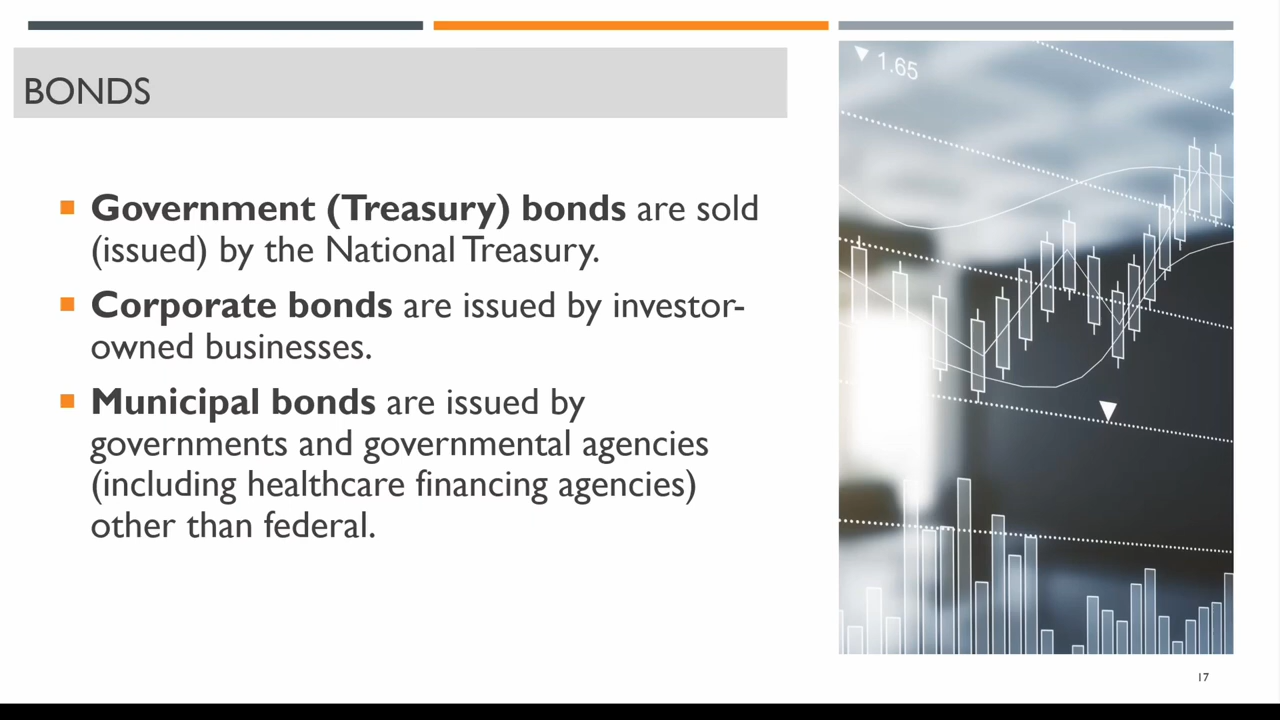 BONDS
Government (Treasury) bonds are sold
(issued) by the National Treasury.
Corporate bonds are issued by investor-
owned businesses.
Municipal bonds are issued by
governments and governmental agencies
(including healthcare financing agencies)
other than federal.
1.65
17